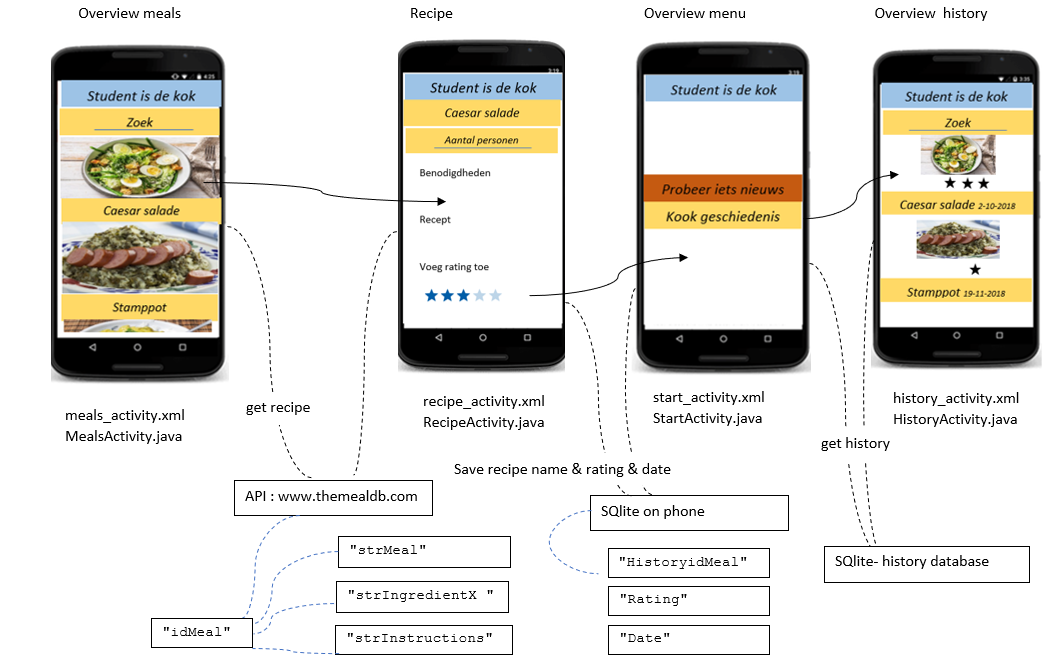 Overview meals
Recipe
Overview menu
Overview history
4:25
Student is de kok
Zoek
Caesar salade
Stamppot
3:19
Student is de kok
Caesar salade
Aantal personen
Benodigdheden
Recept
Voeg rating toe
3:19
Student is de kok
Probeer iets nieuws
Kook geschiedenis
3:35
Student is de kok
Zoek
Caesar salade 2-10-2018
Stamppot 19-11-2018
meals_activity.xml
MealsActivity.java
recipe_activity.xml
RecipeActivity.java
start_activity.xml
StartActivity.java
history_activity.xml
HistoryActivity.java
get recipe
Save recipe name & rating & date
get history
API : www.themealdb.com
SQlite on phone
SQlite- history database
"strMeal"
"strIngredientX "
"idMeal"
"strInstructions"
"HistoryidMeal"
"Rating"
"Date"